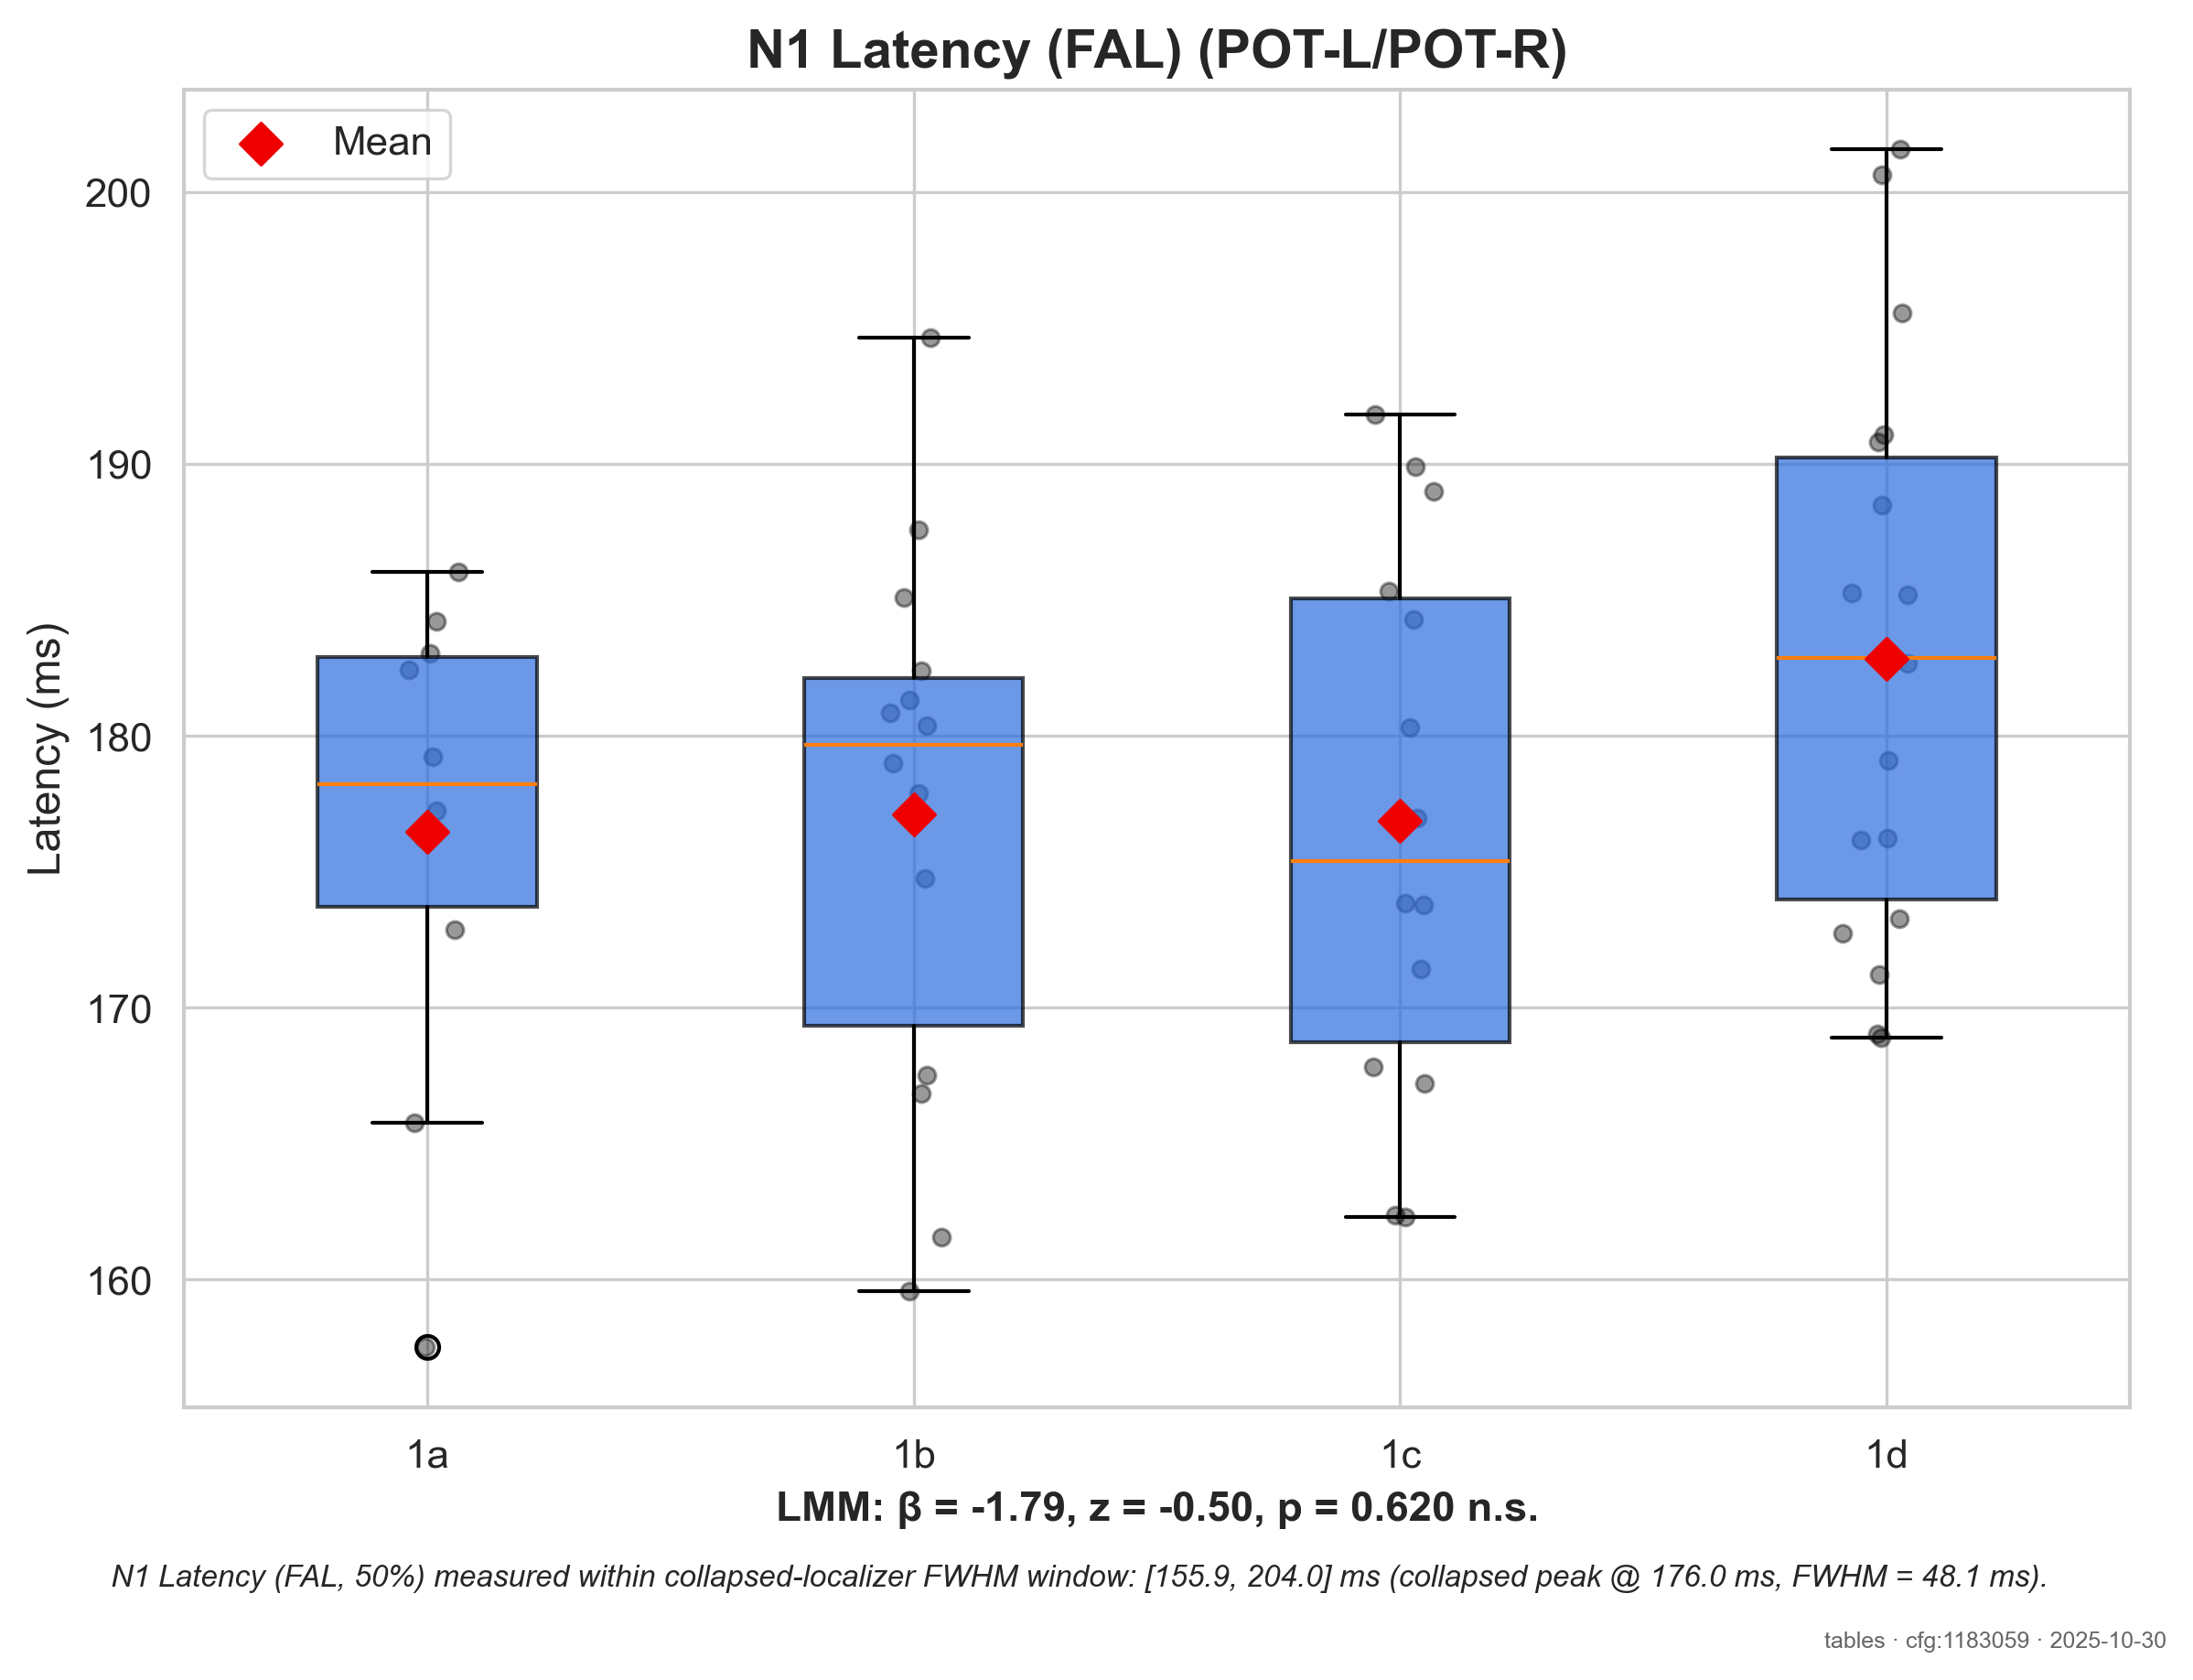 N1 Latency (FAL) (POT-L/POT-R)
Mean
Latency (ms)
200
190
180
170
160
1a 1b 1c 1d
LMM: β = -1.79, z = -0.50, p = 0.620 n.s.
N1 Latency (FAL, 50%) measured within collapsed-localizer FWHM window: [155.9, 204.0] ms (collapsed peak @ 176.0 ms, FWHM = 48.1 ms).
tables · cfg:1183059 · 2025-10-30